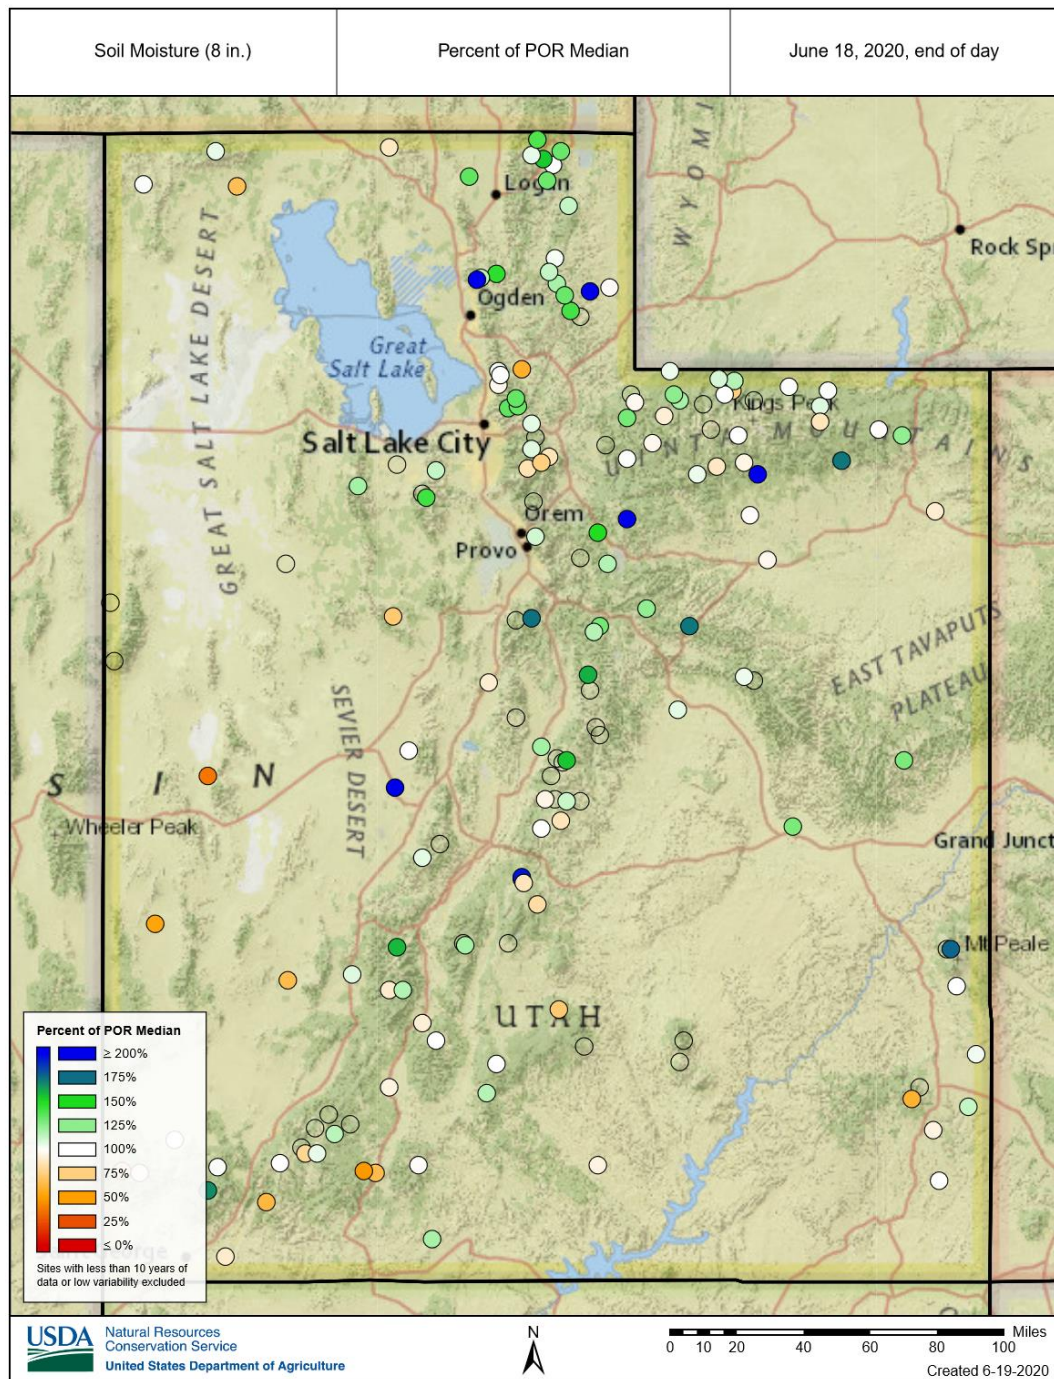 Soil Moisture (8 in.)
Percent of POR Median
June 18, 2020, end of day
WYOMI
Logan
Rock Spr
GREAT SALT LAKE DESERT
Ogden
Great
Salt Lake
Kings Peak
Salt Lake City
UINTA MOUNTAINS
Orem
Provo
EAST TAVAPUTS
PLATEAU
SEVIER DESERT
S I N
Wheeler Peak
Grand Junct
Mt Peale
UTAH
Percent of POR Median
≥ 200%
175%
150%
125%
100%
75%
50%
25%
≤ 0%
Sites with less than 10 years of
data or low variability excluded
USDA
Natural Resources
Conservation Service
United States Department of Agriculture
N
Miles
0 10 20 40 60 80 100
Created 6-19-2020